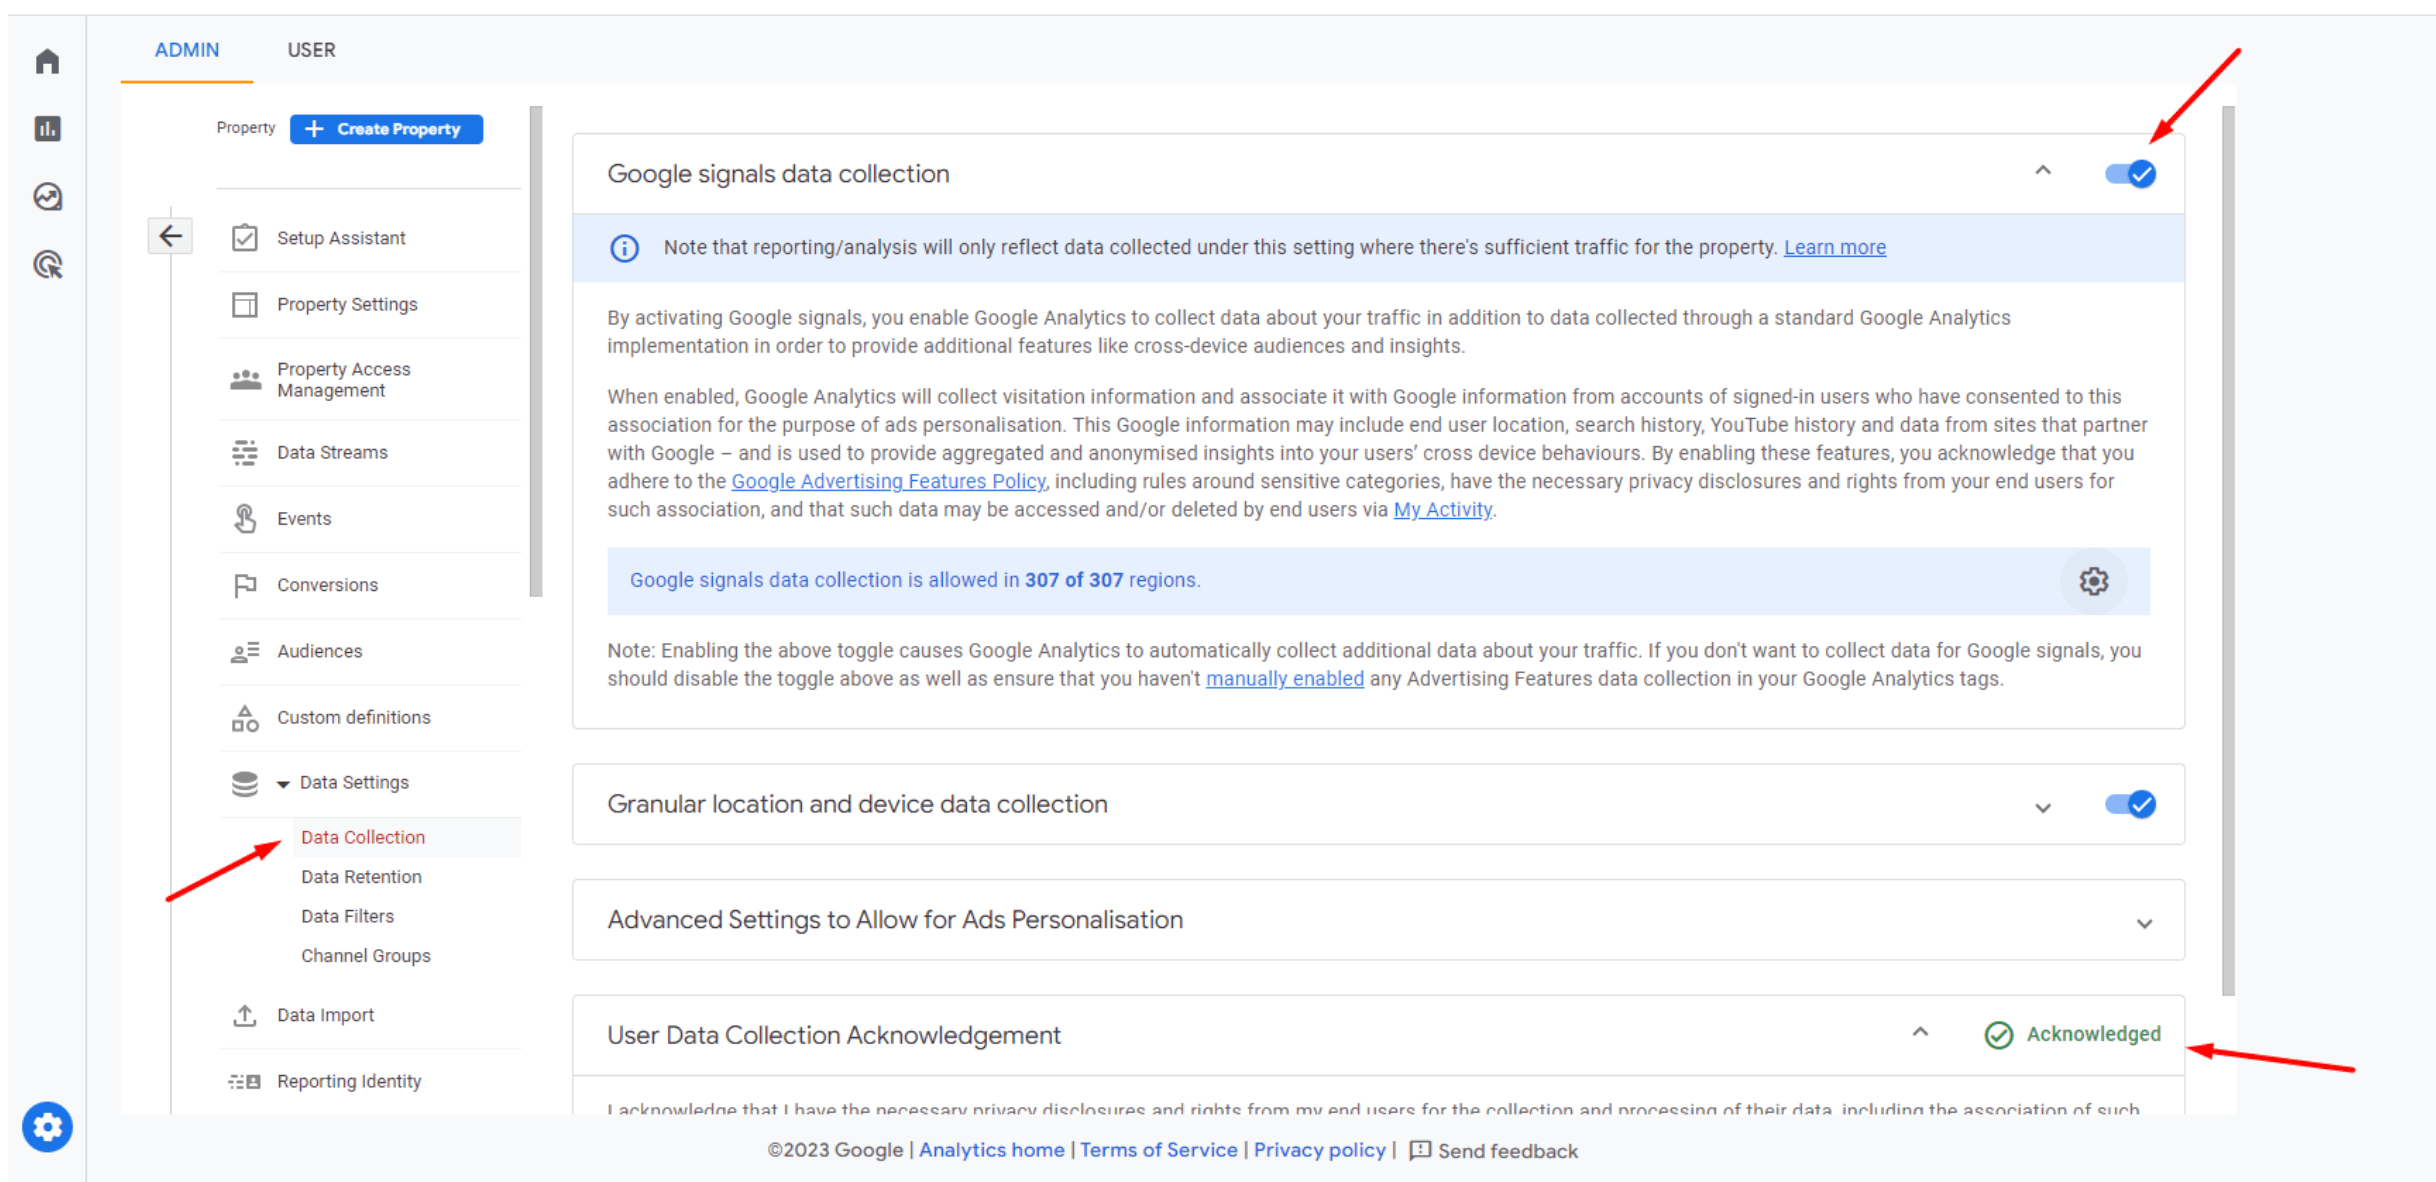 ADMIN
USER
Property
Create Property
Setup Assistant
Property Settings
Property Access
Management
Data Streams
Events
Conversions
Audiences
Custom definitions
Data Settings
Data Collection
Data Retention
Data Filters
Channel Groups
Data Import
Reporting Identity
Google signals data collection
Note that reporting/analysis will only reflect data collected under this setting where there's sufficient traffic for the property. Learn more
By activating Google signals, you enable Google Analytics to collect data about your traffic in addition to data collected through a standard Google Analytics
implementation in order to provide additional features like cross-device audiences and insights.
When enabled, Google Analytics will collect visitation information and associate it with Google information from accounts of signed-in users who have consented to this
association for the purpose of ads personalisation. This Google information may include end user location, search history, YouTube history and data from sites that partner
with Google – and is used to provide aggregated and anonymised insights into your users’ cross device behaviours. By enabling these features, you acknowledge that you
adhere to the Google Advertising Features Policy, including rules around sensitive categories, have the necessary privacy disclosures and rights from your end users for
such association, and that such data may be accessed and/or deleted by end users via My Activity.
Google signals data collection is allowed in 307 of 307 regions.
Note: Enabling the above toggle causes Google Analytics to automatically collect additional data about your traffic. If you don't want to collect data for Google signals, you
should disable the toggle above as well as ensure that you haven't manually enabled any Advertising Features data collection in your Google Analytics tags.
Granular location and device data collection
Advanced Settings to Allow for Ads Personalisation
User Data Collection Acknowledgement
Acknowledged
I acknowledge that I have the necessary privacy disclosures and rights from my end users for the collection and processing of their data, including the association of such
©2023 Google | Analytics home | Terms of Service | Privacy policy | Send feedback